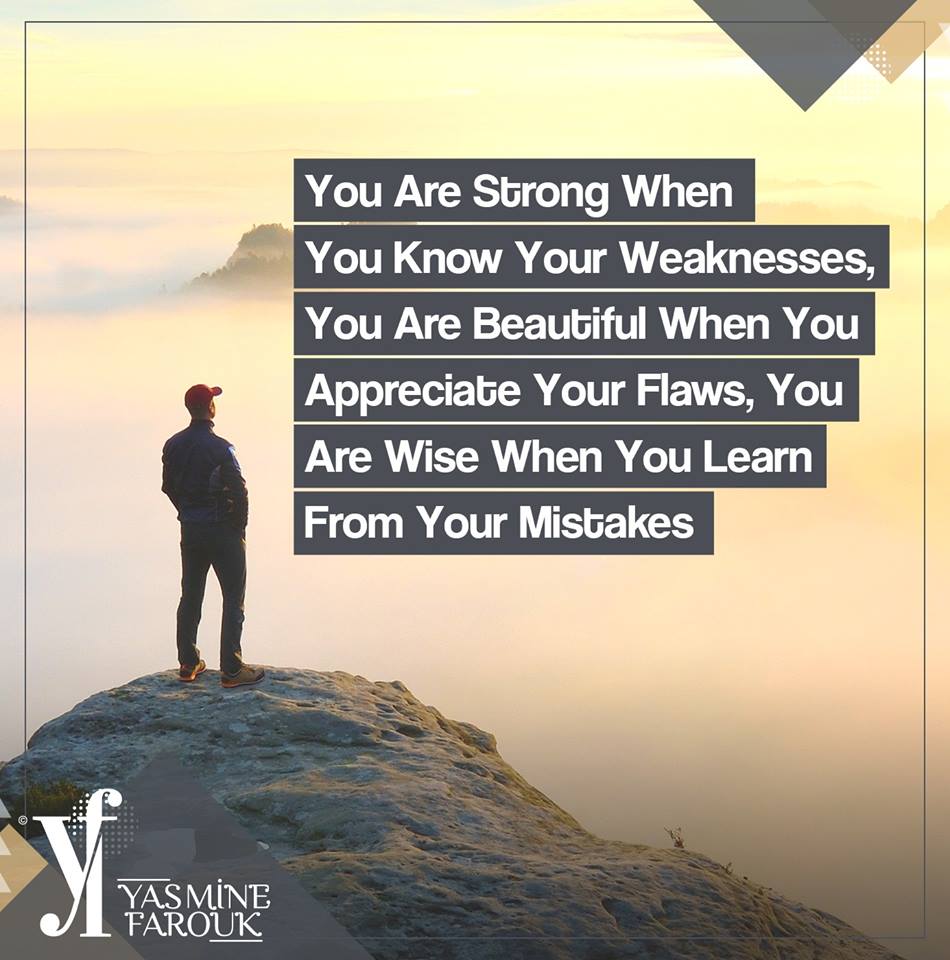 You Are Strong When
You Know Your Weaknesses,
You Are Beautiful When You
Appreciate Your Flaws, You
Are Wise When You Learn
From Your Mistakes
©
yf
YASMINE
FAROUK